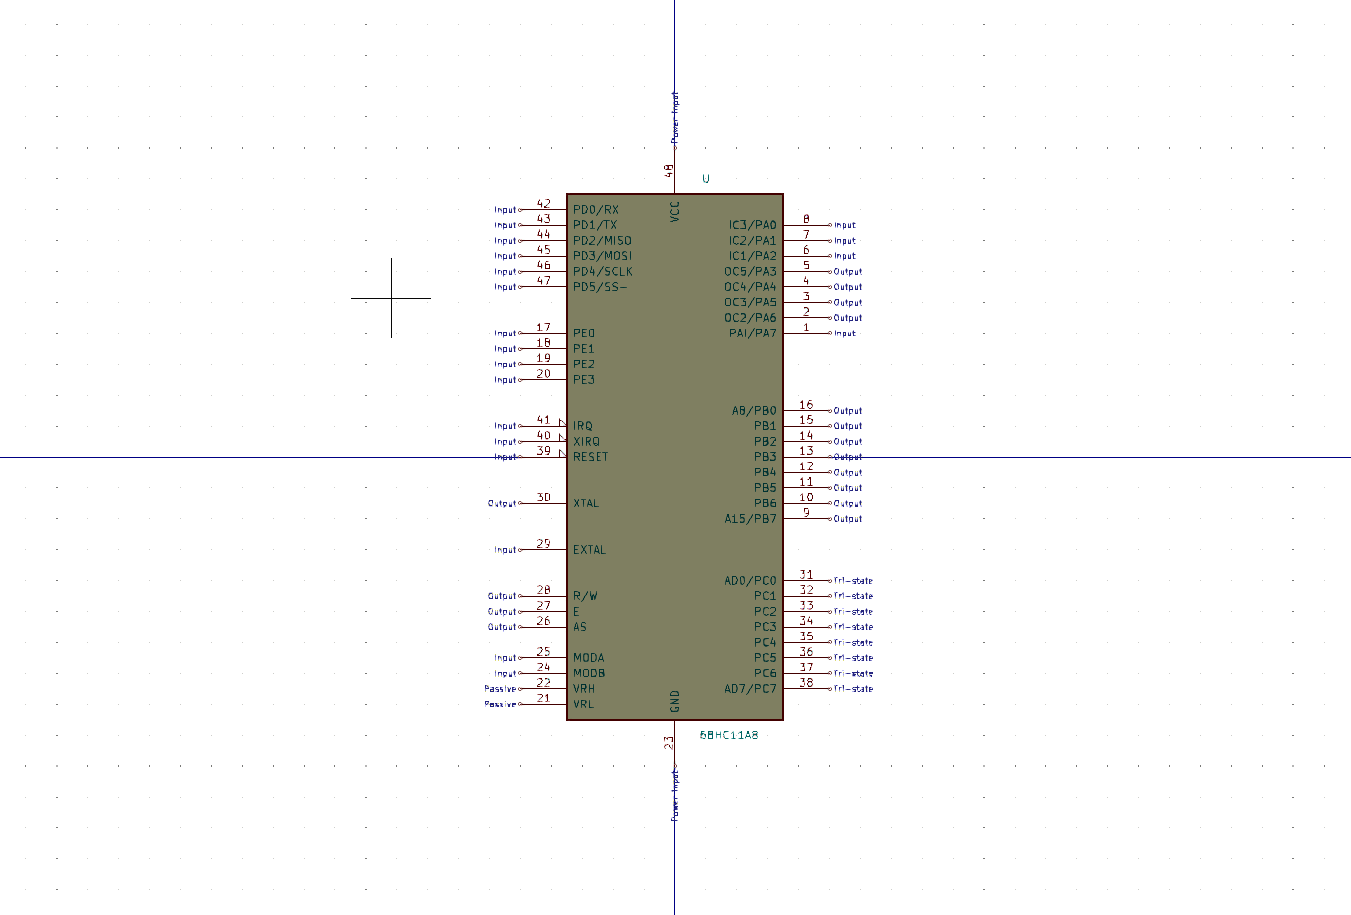 Power Input
48
U
VCC
Input 42 PD0/RX
Input 43 PD1/TX
Input 44 PD2/MISO
Input 45 PD3/MOSI
Input 46 PD4/SCLK
Input 47 PD5/SS-
Input 17 PE0
Input 18 PE1
Input 19 PE2
Input 20 PE3
Input 41 IRQ
Input 40 XIRQ
Input 39 RESET
Output 30 XTAL
Input 29 EXTAL
Output 28 R/W
Output 27 E
Output 26 AS
Input 25 MODA
Input 24 MODB
Passive 22 VRH
Passive 21 VRL
IC3/PA0 8 Input
IC2/PA1 7 Input
IC1/PA2 6 Input
OC5/PA3 5 Output
OC4/PA4 4 Output
OC3/PA5 3 Output
OC2/PA6 2 Output
PAI/PA7 1 Input
A8/PB0 16 Output
PB1 15 Output
PB2 14 Output
PB3 13 Output
PB4 12 Output
PB5 11 Output
PB6 10 Output
A15/PB7 9 Output
AD0/PC0 31 Tri-state
PC1 32 Tri-state
PC2 33 Tri-state
PC3 34 Tri-state
PC4 35 Tri-state
PC5 36 Tri-state
PC6 37 Tri-state
AD7/PC7 38 Tri-state
GND
23
68HC11A8
Power Input